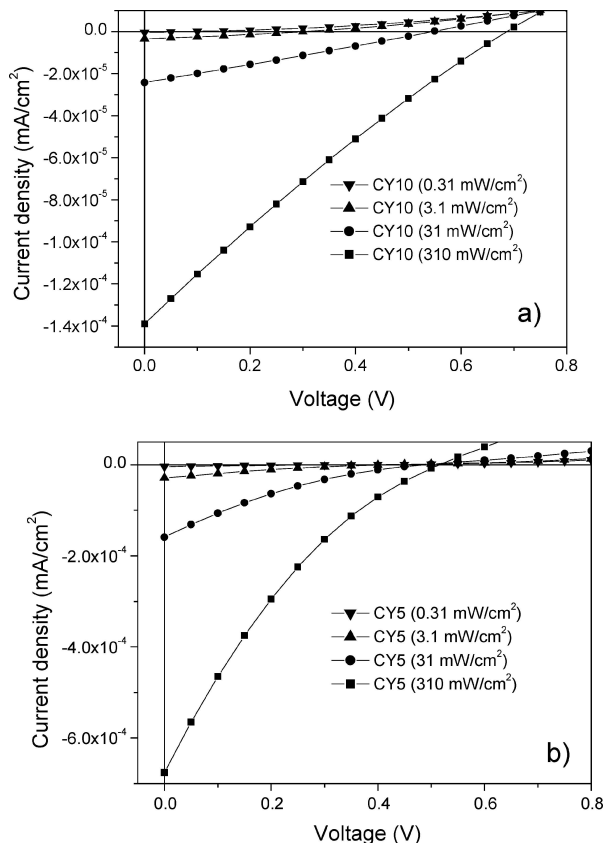 0.0
-2.0x10⁻⁵
-4.0x10⁻⁵
-6.0x10⁻⁵
-8.0x10⁻⁵
-1.0x10⁻⁴
-1.2x10⁻⁴
-1.4x10⁻⁴
Current density (mA/cm²)
CY10 (0.31 mW/cm²)
CY10 (3.1 mW/cm²)
CY10 (31 mW/cm²)
CY10 (310 mW/cm²)
a)
0.0 0.2 0.4 0.6 0.8
Voltage (V)
0.0
-2.0x10⁻⁴
-4.0x10⁻⁴
-6.0x10⁻⁴
Current density (mA/cm²)
CY5 (0.31 mW/cm²)
CY5 (3.1 mW/cm²)
CY5 (31 mW/cm²)
CY5 (310 mW/cm²)
b)
0.0 0.2 0.4 0.6 0.8
Voltage (V)